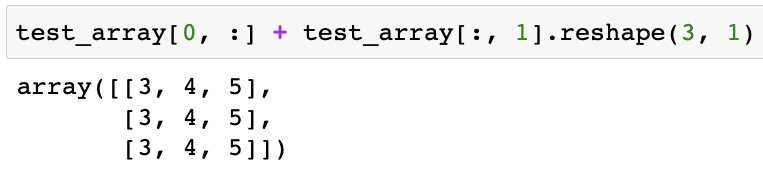 test_array[0, :] + test_array[:, 1].reshape(3, 1)
array([[3, 4, 5],
       [3, 4, 5],
       [3, 4, 5]])